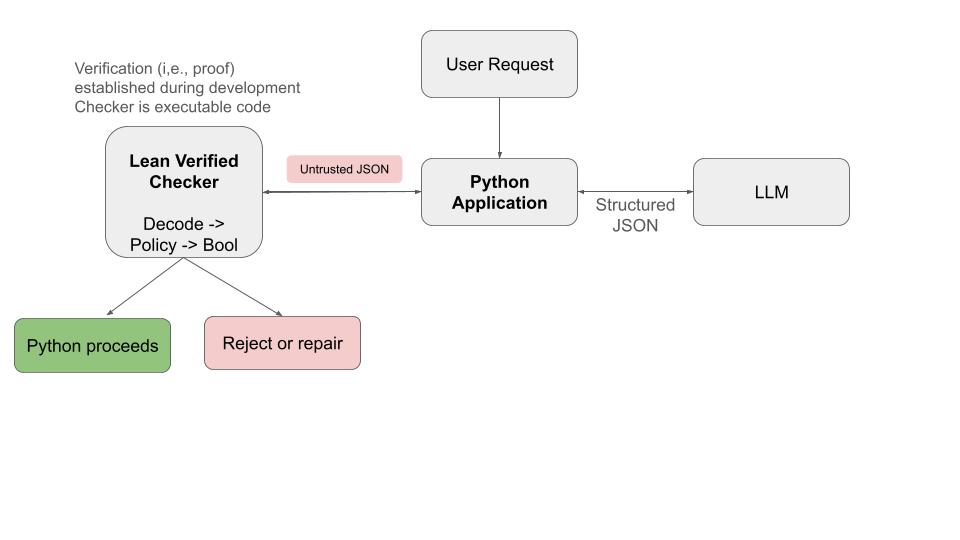 User Request
Verification (i,e., proof)
established during development
Checker is executable code
Lean Verified
Checker
Decode ->
Policy -> Bool
Untrusted JSON
Python
Application
Structured
JSON
LLM
Python proceeds
Reject or repair